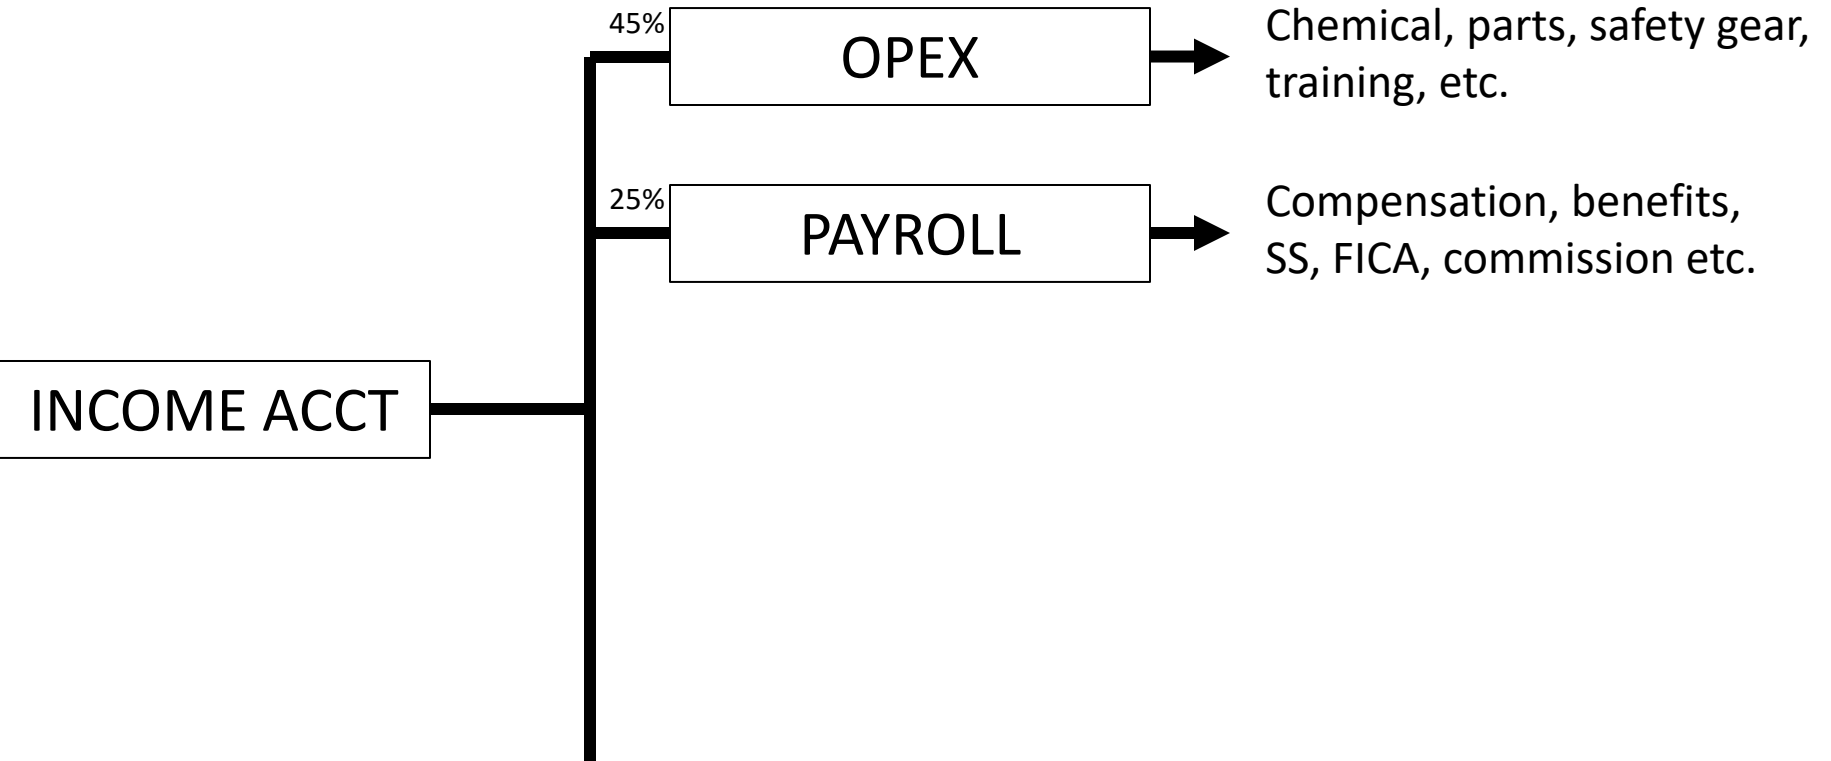 45%
OPEX
Chemical, parts, safety gear,
training, etc.
25%
PAYROLL
Compensation, benefits,
SS, FICA, commission etc.
INCOME ACCT